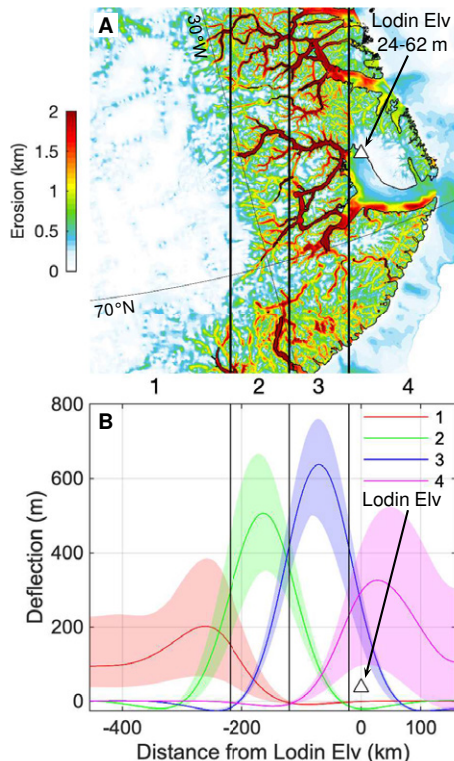 A
30°W
Lodin Elv
24-62 m
2
1.5
1
0.5
0
Erosion (km)
70°N
1 2 3 4
B
800
600
400
200
0
Deflection (m)
1
2
3
4
Lodin Elv
-400 -200 0 100
Distance from Lodin Elv (km)